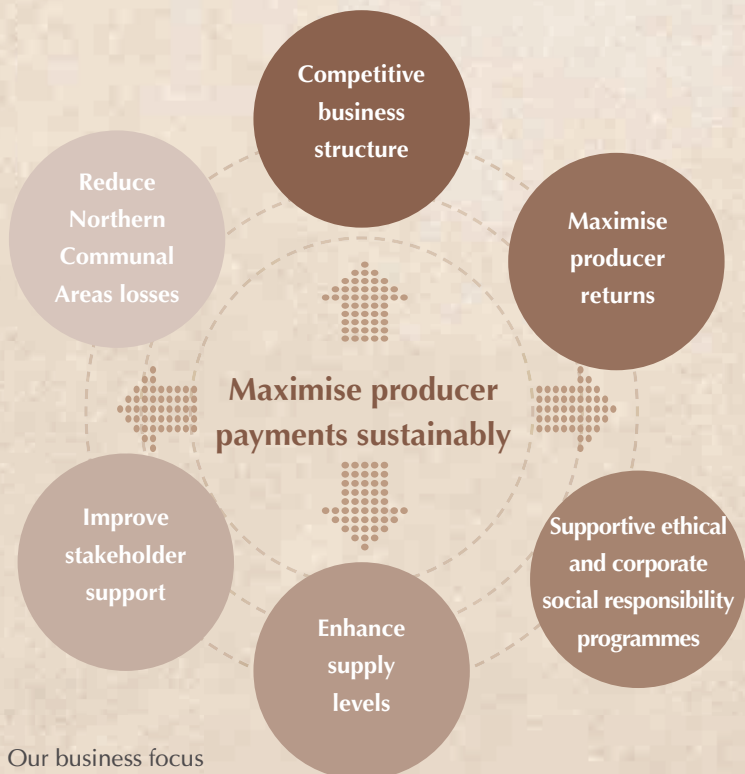 Competitive
business
structure
Reduce
Northern
Communal
Areas losses
Maximise
producer
returns
Maximise producer
payments sustainably
Improve
stakeholder
support
Supportive ethical
and corporate
social responsibility
programmes
Enhance
supply
levels
Our business focus